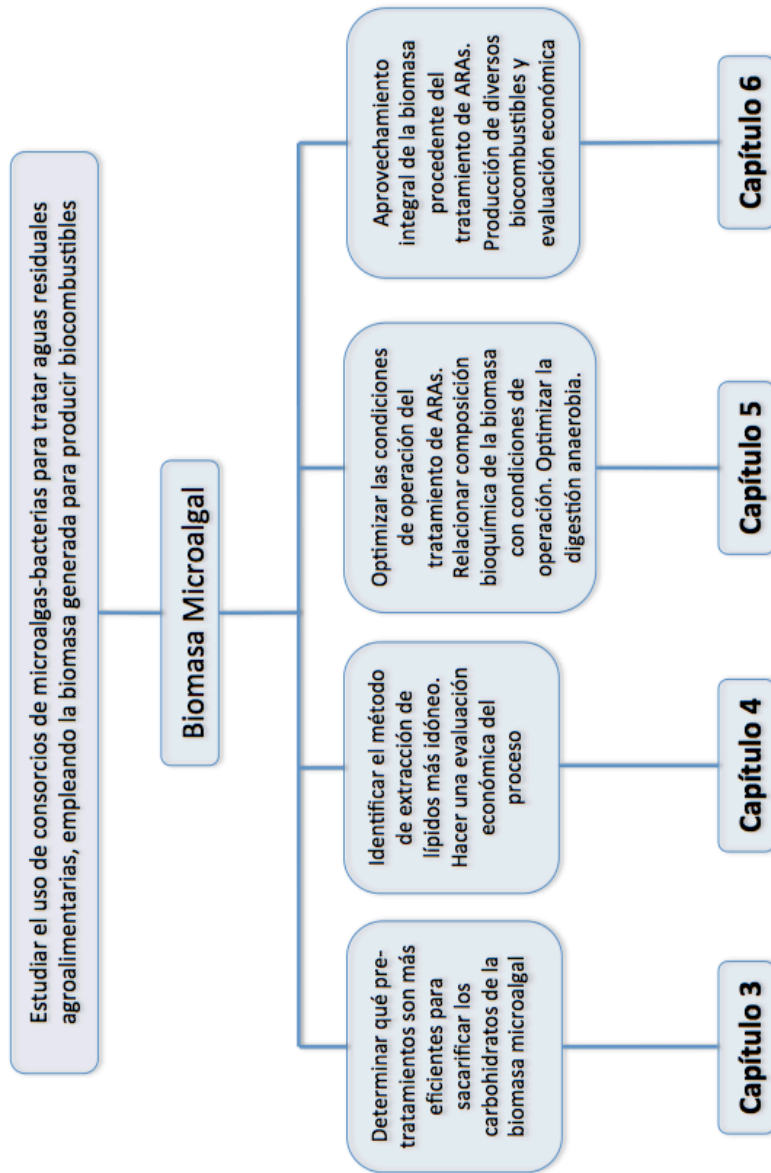 Estudiar el uso de consorcios de microalgas-bacterias para tratar aguas residuales
agroalimentarias, empleando la biomasa generada para producir biocombustibles
Biomasa Microalgal
Determinar qué pre-
tratamientos son más
eficientes para
sacarificar los
carbohidratos de la
biomasa microalgal
Identificar el método
de extracción de
lípidos más idóneo.
Hacer una evaluación
económica del
proceso
Optimizar las condiciones
de operación del
tratamiento de ARAs.
Relacionar composición
bioquímica de la biomasa
con condiciones de
operación. Optimizar la
digestión anaerobia.
Aprovechamiento
integral de la biomasa
procedente del
tratamiento de ARAs.
Producción de diversos
biocombustibles y
evaluación económica
Capítulo 3
Capítulo 4
Capítulo 5
Capítulo 6